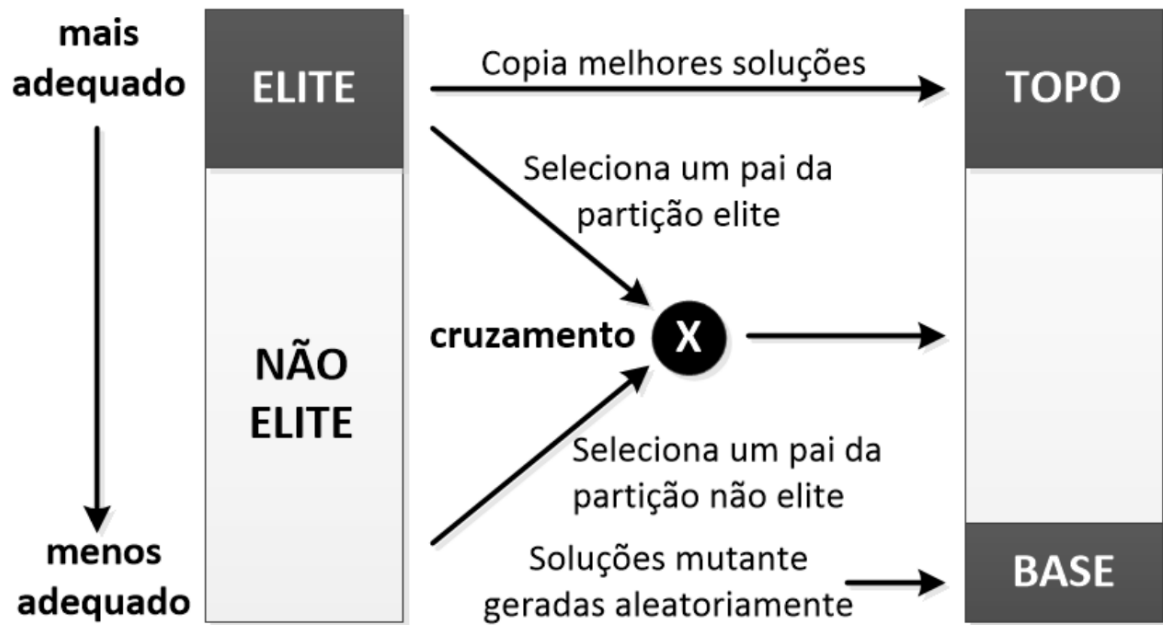 mais
adequado
ELITE
Copia melhores soluções
TOPO
Seleciona um pai da
partição elite
cruzamento
X
NÃO
ELITE
Seleciona um pai da
partição não elite
menos
adequado
Soluções mutante
geradas aleatoriamente
BASE